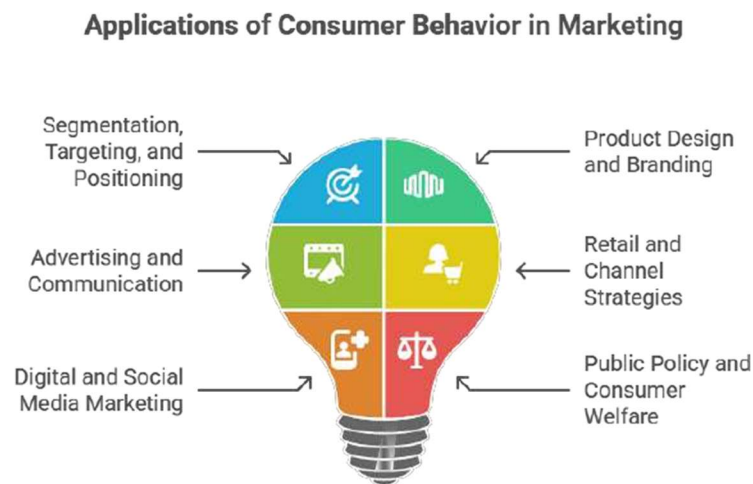 Applications of Consumer Behavior in Marketing
Segmentation,
Targeting, and
Positioning
Product Design
and Branding
Advertising and
Communication
Retail and
Channel
Strategies
Digital and Social
Media Marketing
Public Policy and
Consumer
Welfare